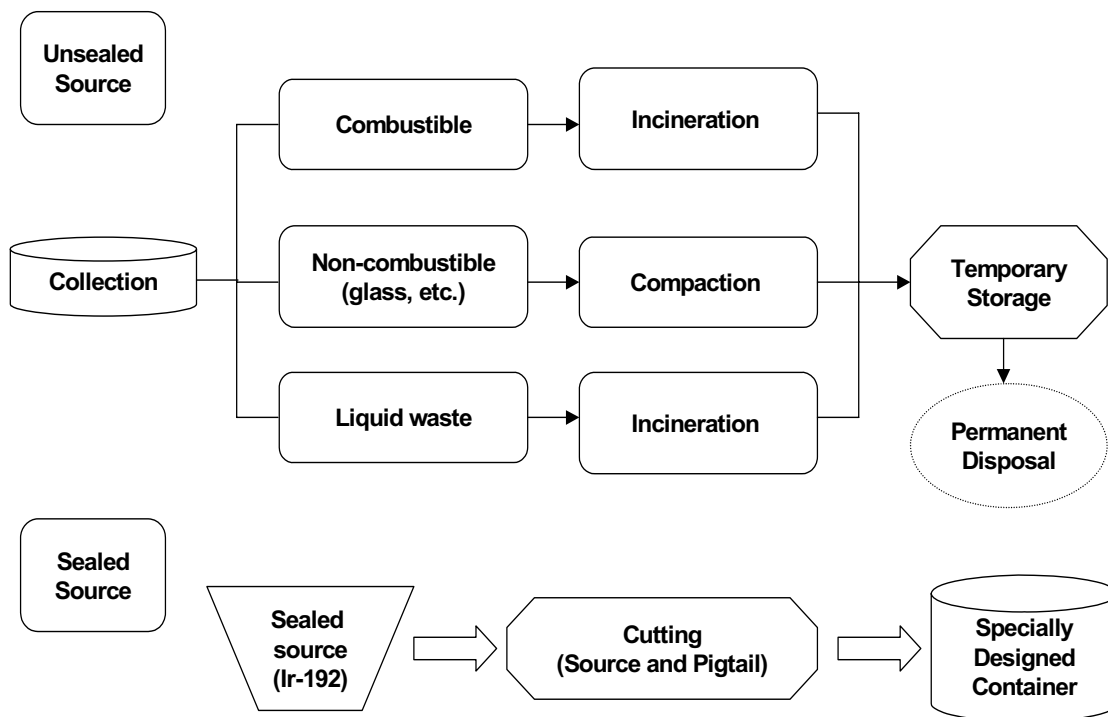 Unsealed
Source
Combustible
Incineration
Collection
Non-combustible
(glass, etc.)
Compaction
Temporary
Storage
Liquid waste
Incineration
Permanent
Disposal
Sealed
Source
Sealed
source
(Ir-192)
Cutting
(Source and Pigtail)
Specially
Designed
Container